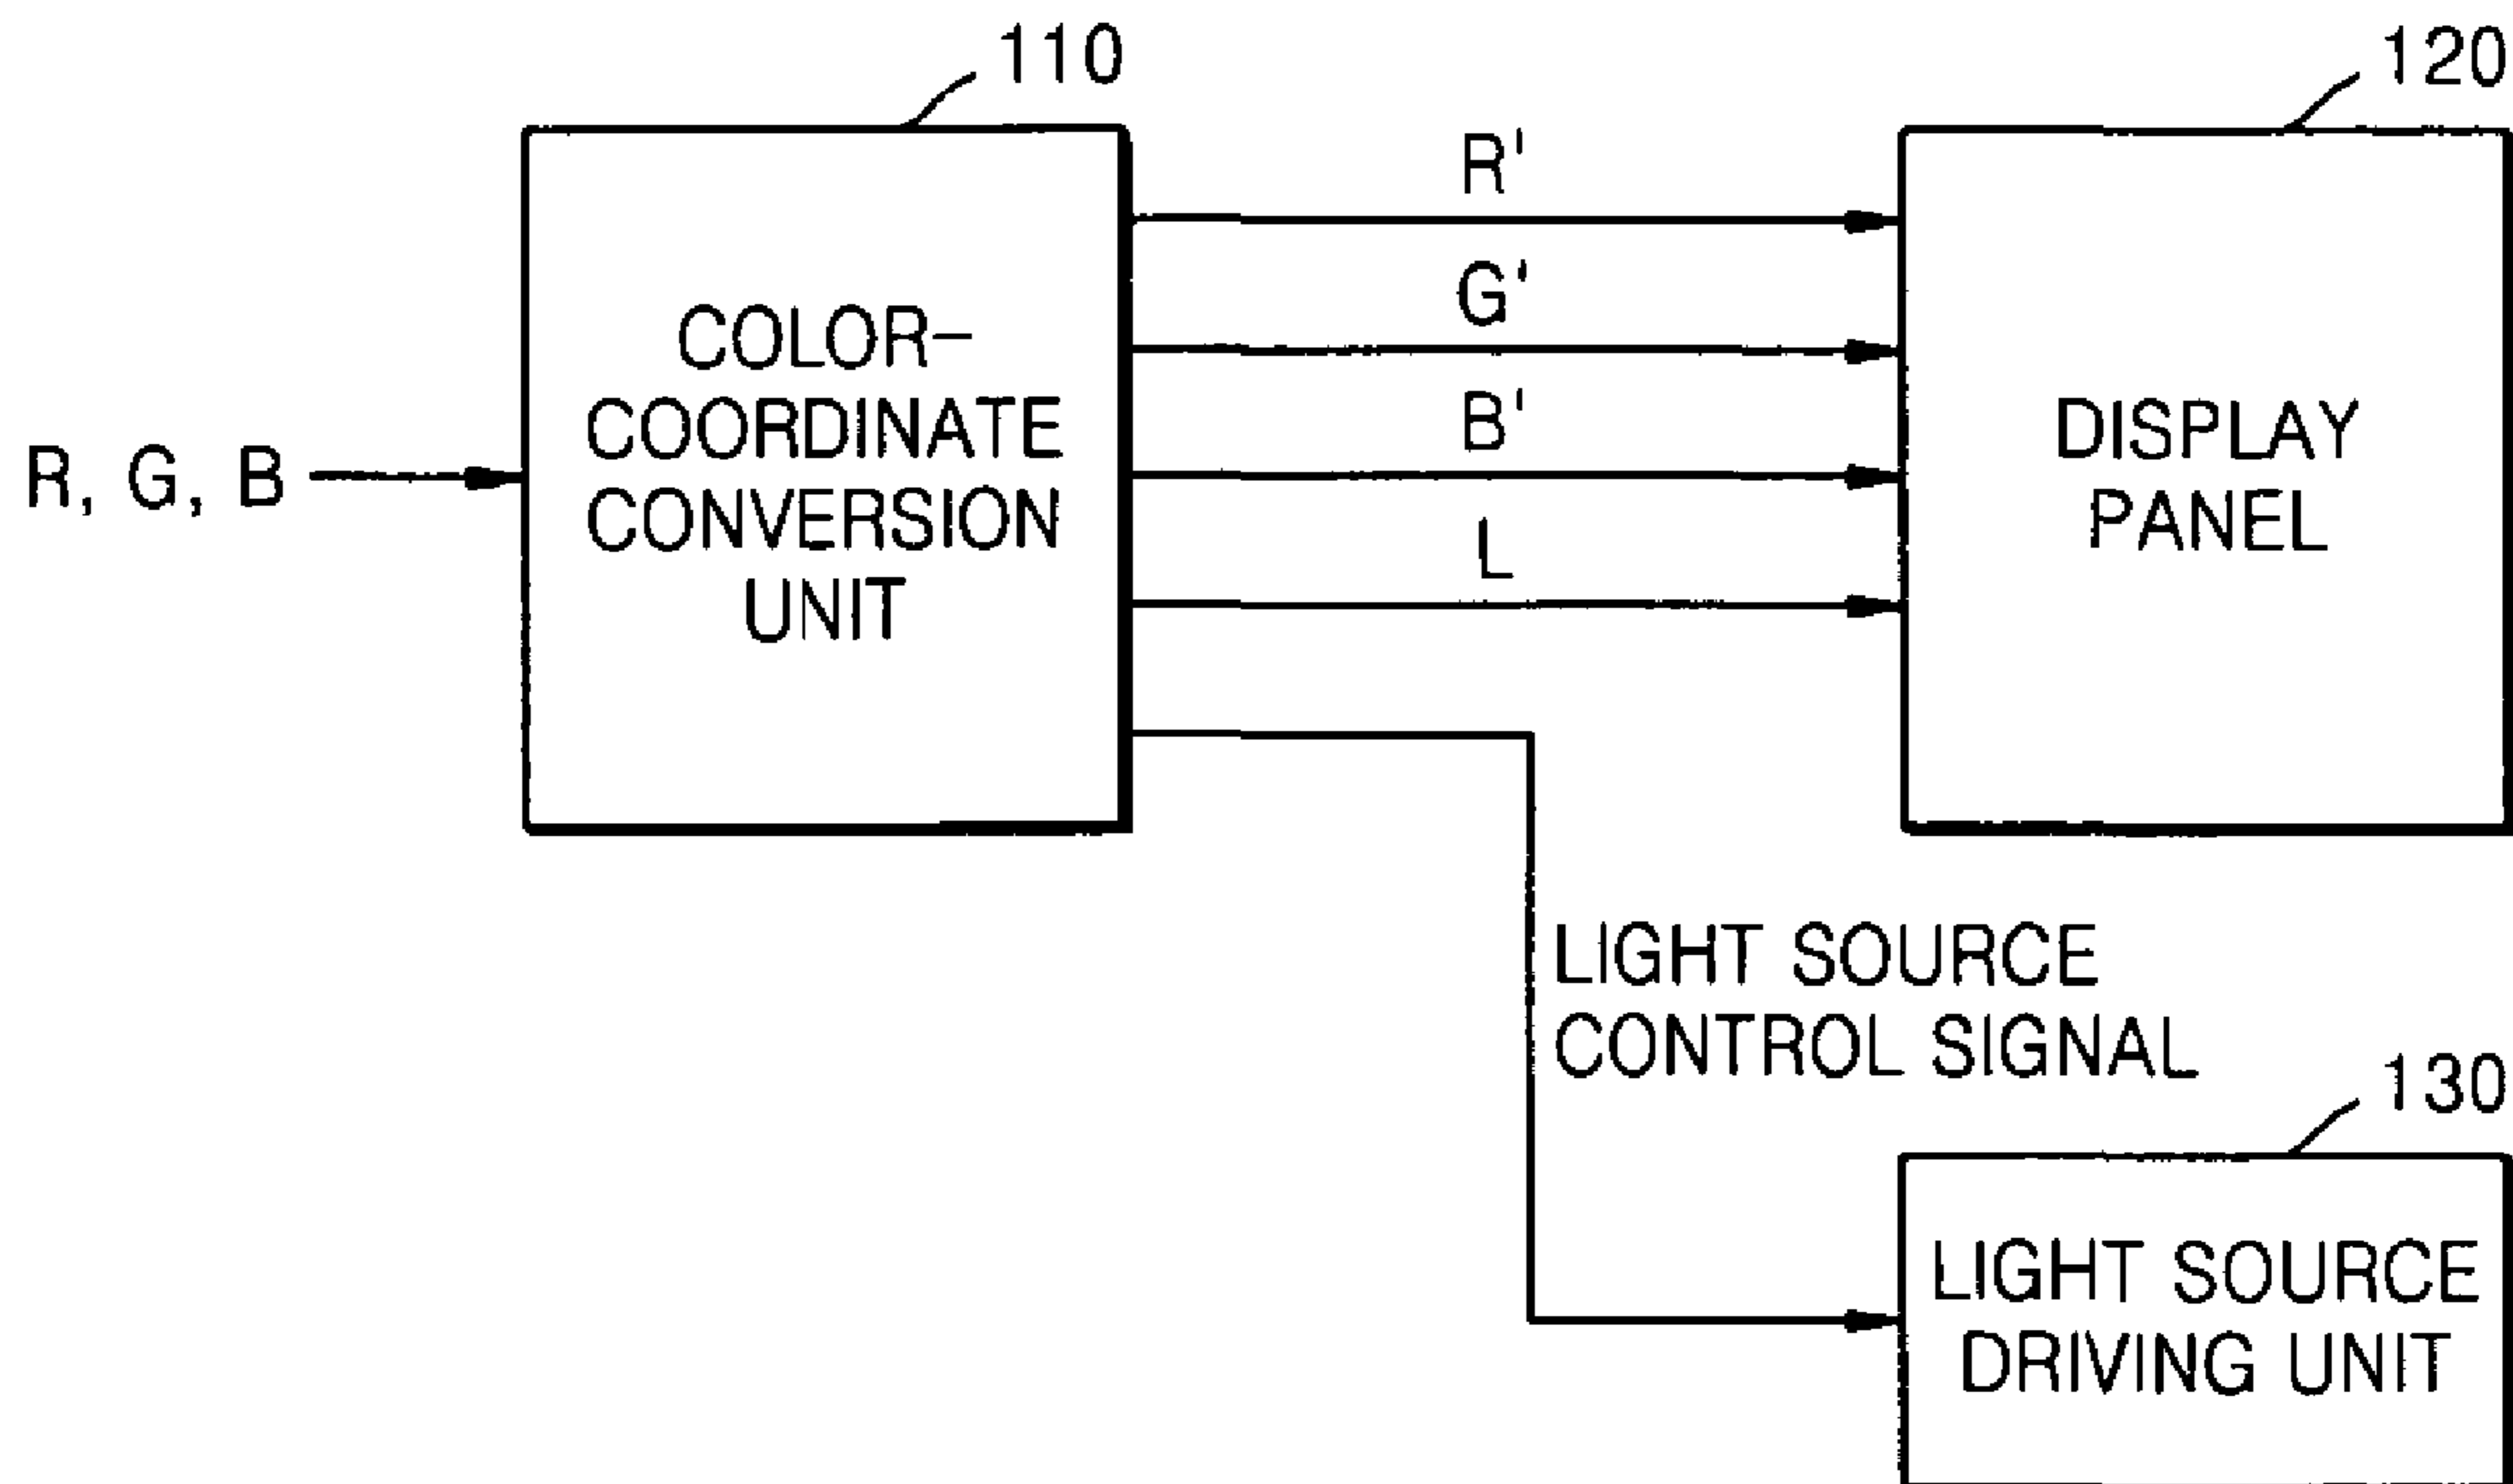 110
120
R'
G'
B'
L
R, G, B
COLOR-
COORDINATE
CONVERSION
UNIT
DISPLAY
PANEL
LIGHT SOURCE
CONTROL SIGNAL
130
LIGHT SOURCE
DRIVING UNIT